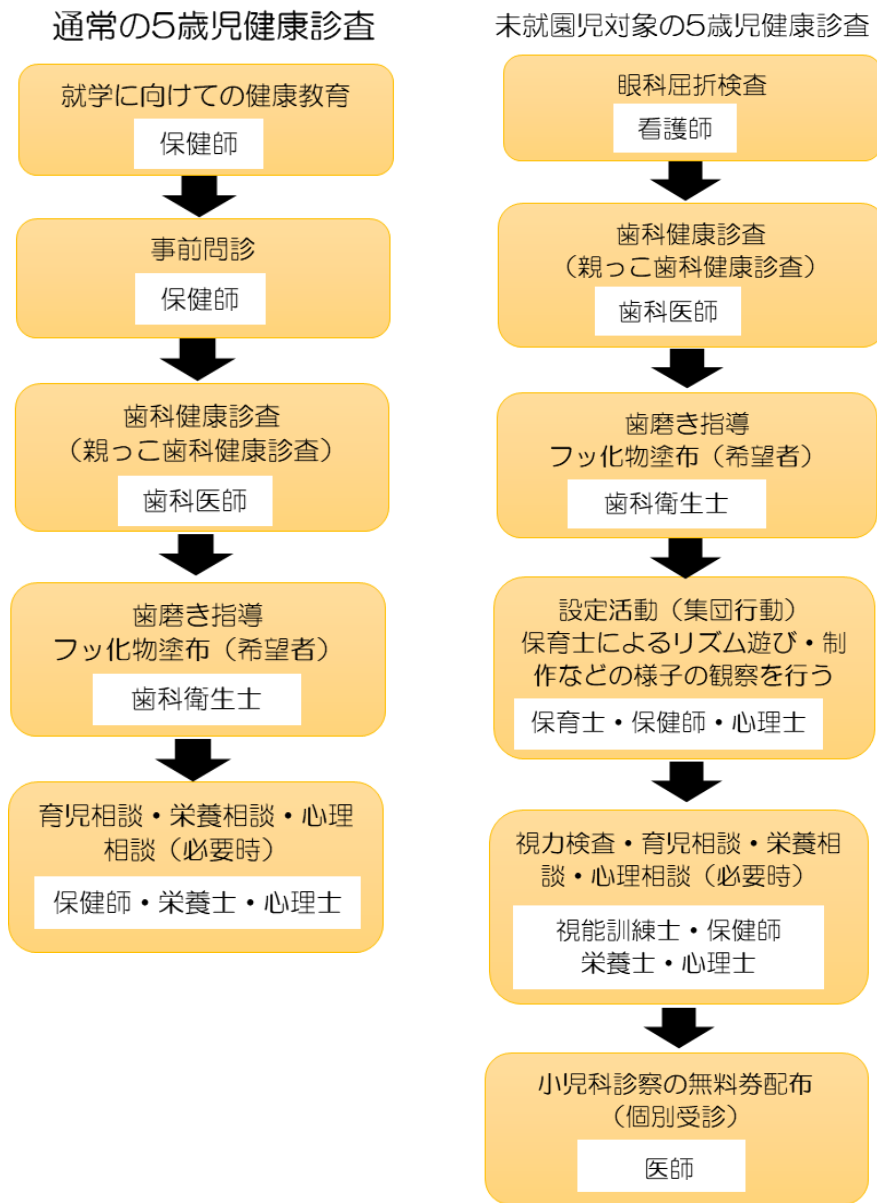 通常の5歳児健康診査
就学に向けての健康教育
保健師
事前問診
保健師
歯科健康診査
（親っこ歯科健康診査）
歯科医師
歯磨き指導
フッ化物塗布（希望者）
歯科衛生士
育児相談・栄養相談・心理
相談（必要時）
保健師・栄養士・心理士
未就園児対象の5歳児健康診査
眼科屈折検査
看護師
歯科健康診査
（親っこ歯科健康診査）
歯科医師
歯磨き指導
フッ化物塗布（希望者）
歯科衛生士
設定活動（集団行動）
保育士によるリズム遊び・制
作などの様子の観察を行う
保育士・保健師・心理士
視力検査・育児相談・栄養相
談・心理相談（必要時）
視能訓練士・保健師
栄養士・心理士
小児科診察の無料券配布
（個別受診）
医師